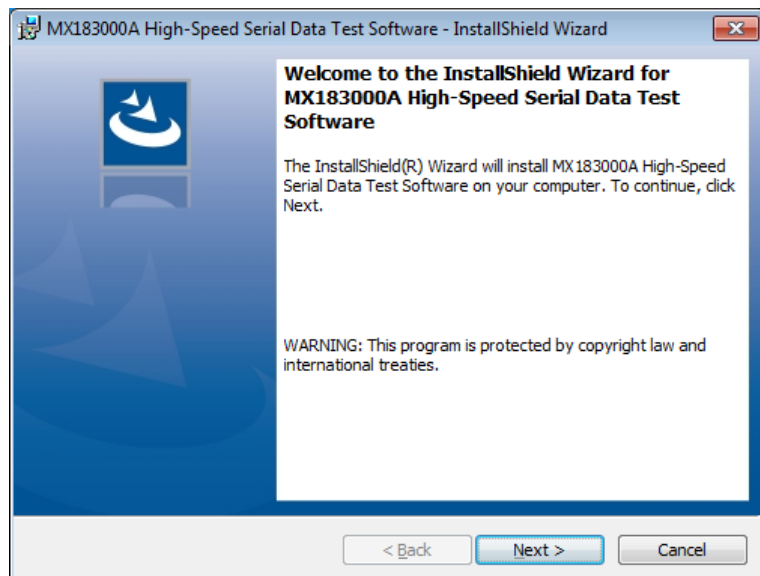 MX183000A High-Speed Serial Data Test Software - InstallShield Wizard
Welcome to the InstallShield Wizard for
MX183000A High-Speed Serial Data Test
Software
The InstallShield(R) Wizard will install MX183000A High-Speed
Serial Data Test Software on your computer. To continue, click
Next.
WARNING: This program is protected by copyright law and
international treaties.
< Back
Next >
Cancel